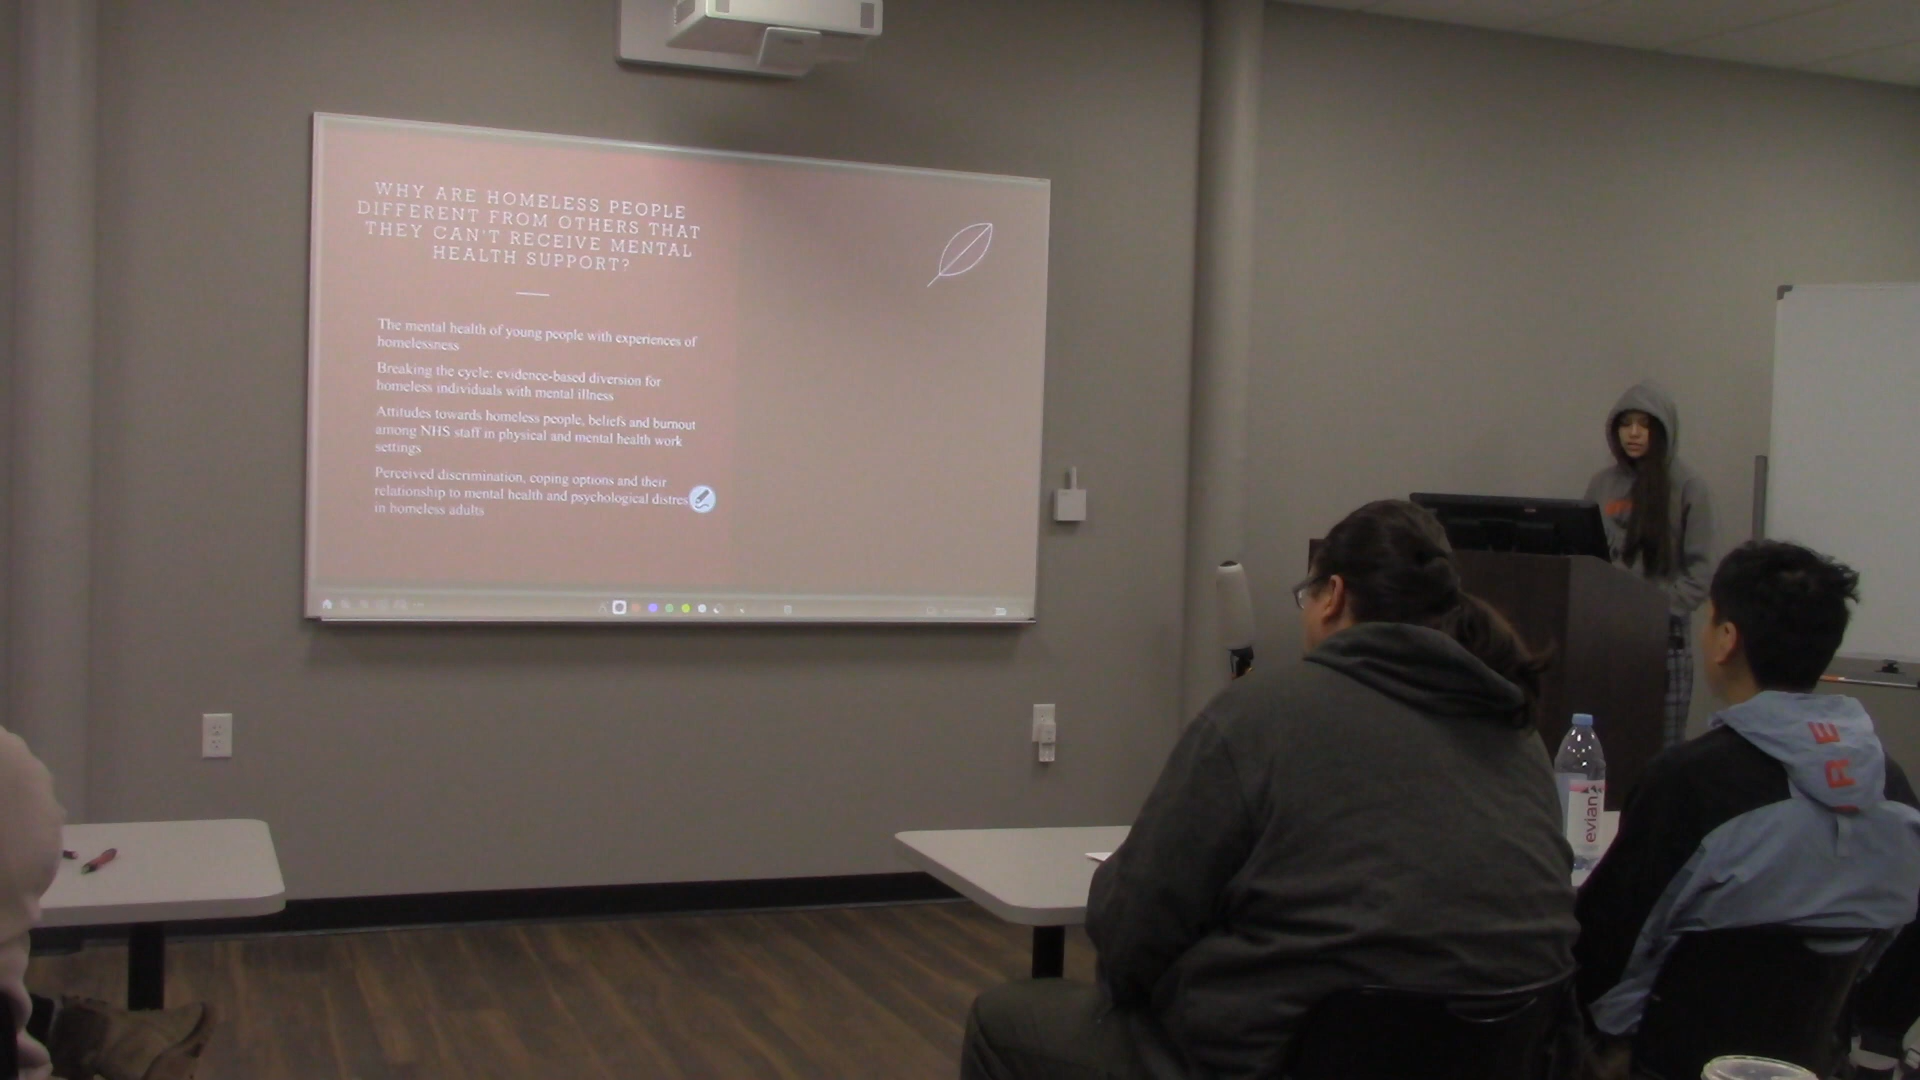 WHY ARE HOMELESS PEOPLE
DIFFERENT FROM OTHERS THAT
THEY CAN'T RECEIVE MENTAL
HEALTH SUPPORT?
The mental health of young people with experiences of
homelessness
Breaking the cycle: evidence-based diversion for
homeless individuals with mental illness
Attitudes towards homeless people, beliefs and burnout
among NHS staff in physical and mental health work
settings
Perceived discrimination, coping options and their
relationship to mental health and psychological distres
in homeless adults
evian
IRE